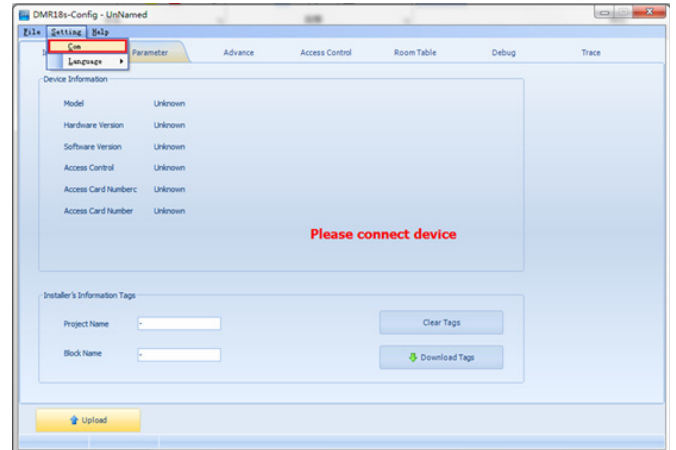 DMR18s-Config - UnNamed
File Setting Help
Com
Language
Parameter Advance Access Control Room Table Debug Trace
Device Information
Model Unknown
Hardware Version Unknown
Software Version Unknown
Access Control Unknown
Access Card Numberc Unknown
Access Card Number Unknown
Please connect device
Installer's Information Tags
Project Name - Clear Tags
Block Name - Download Tags
Upload